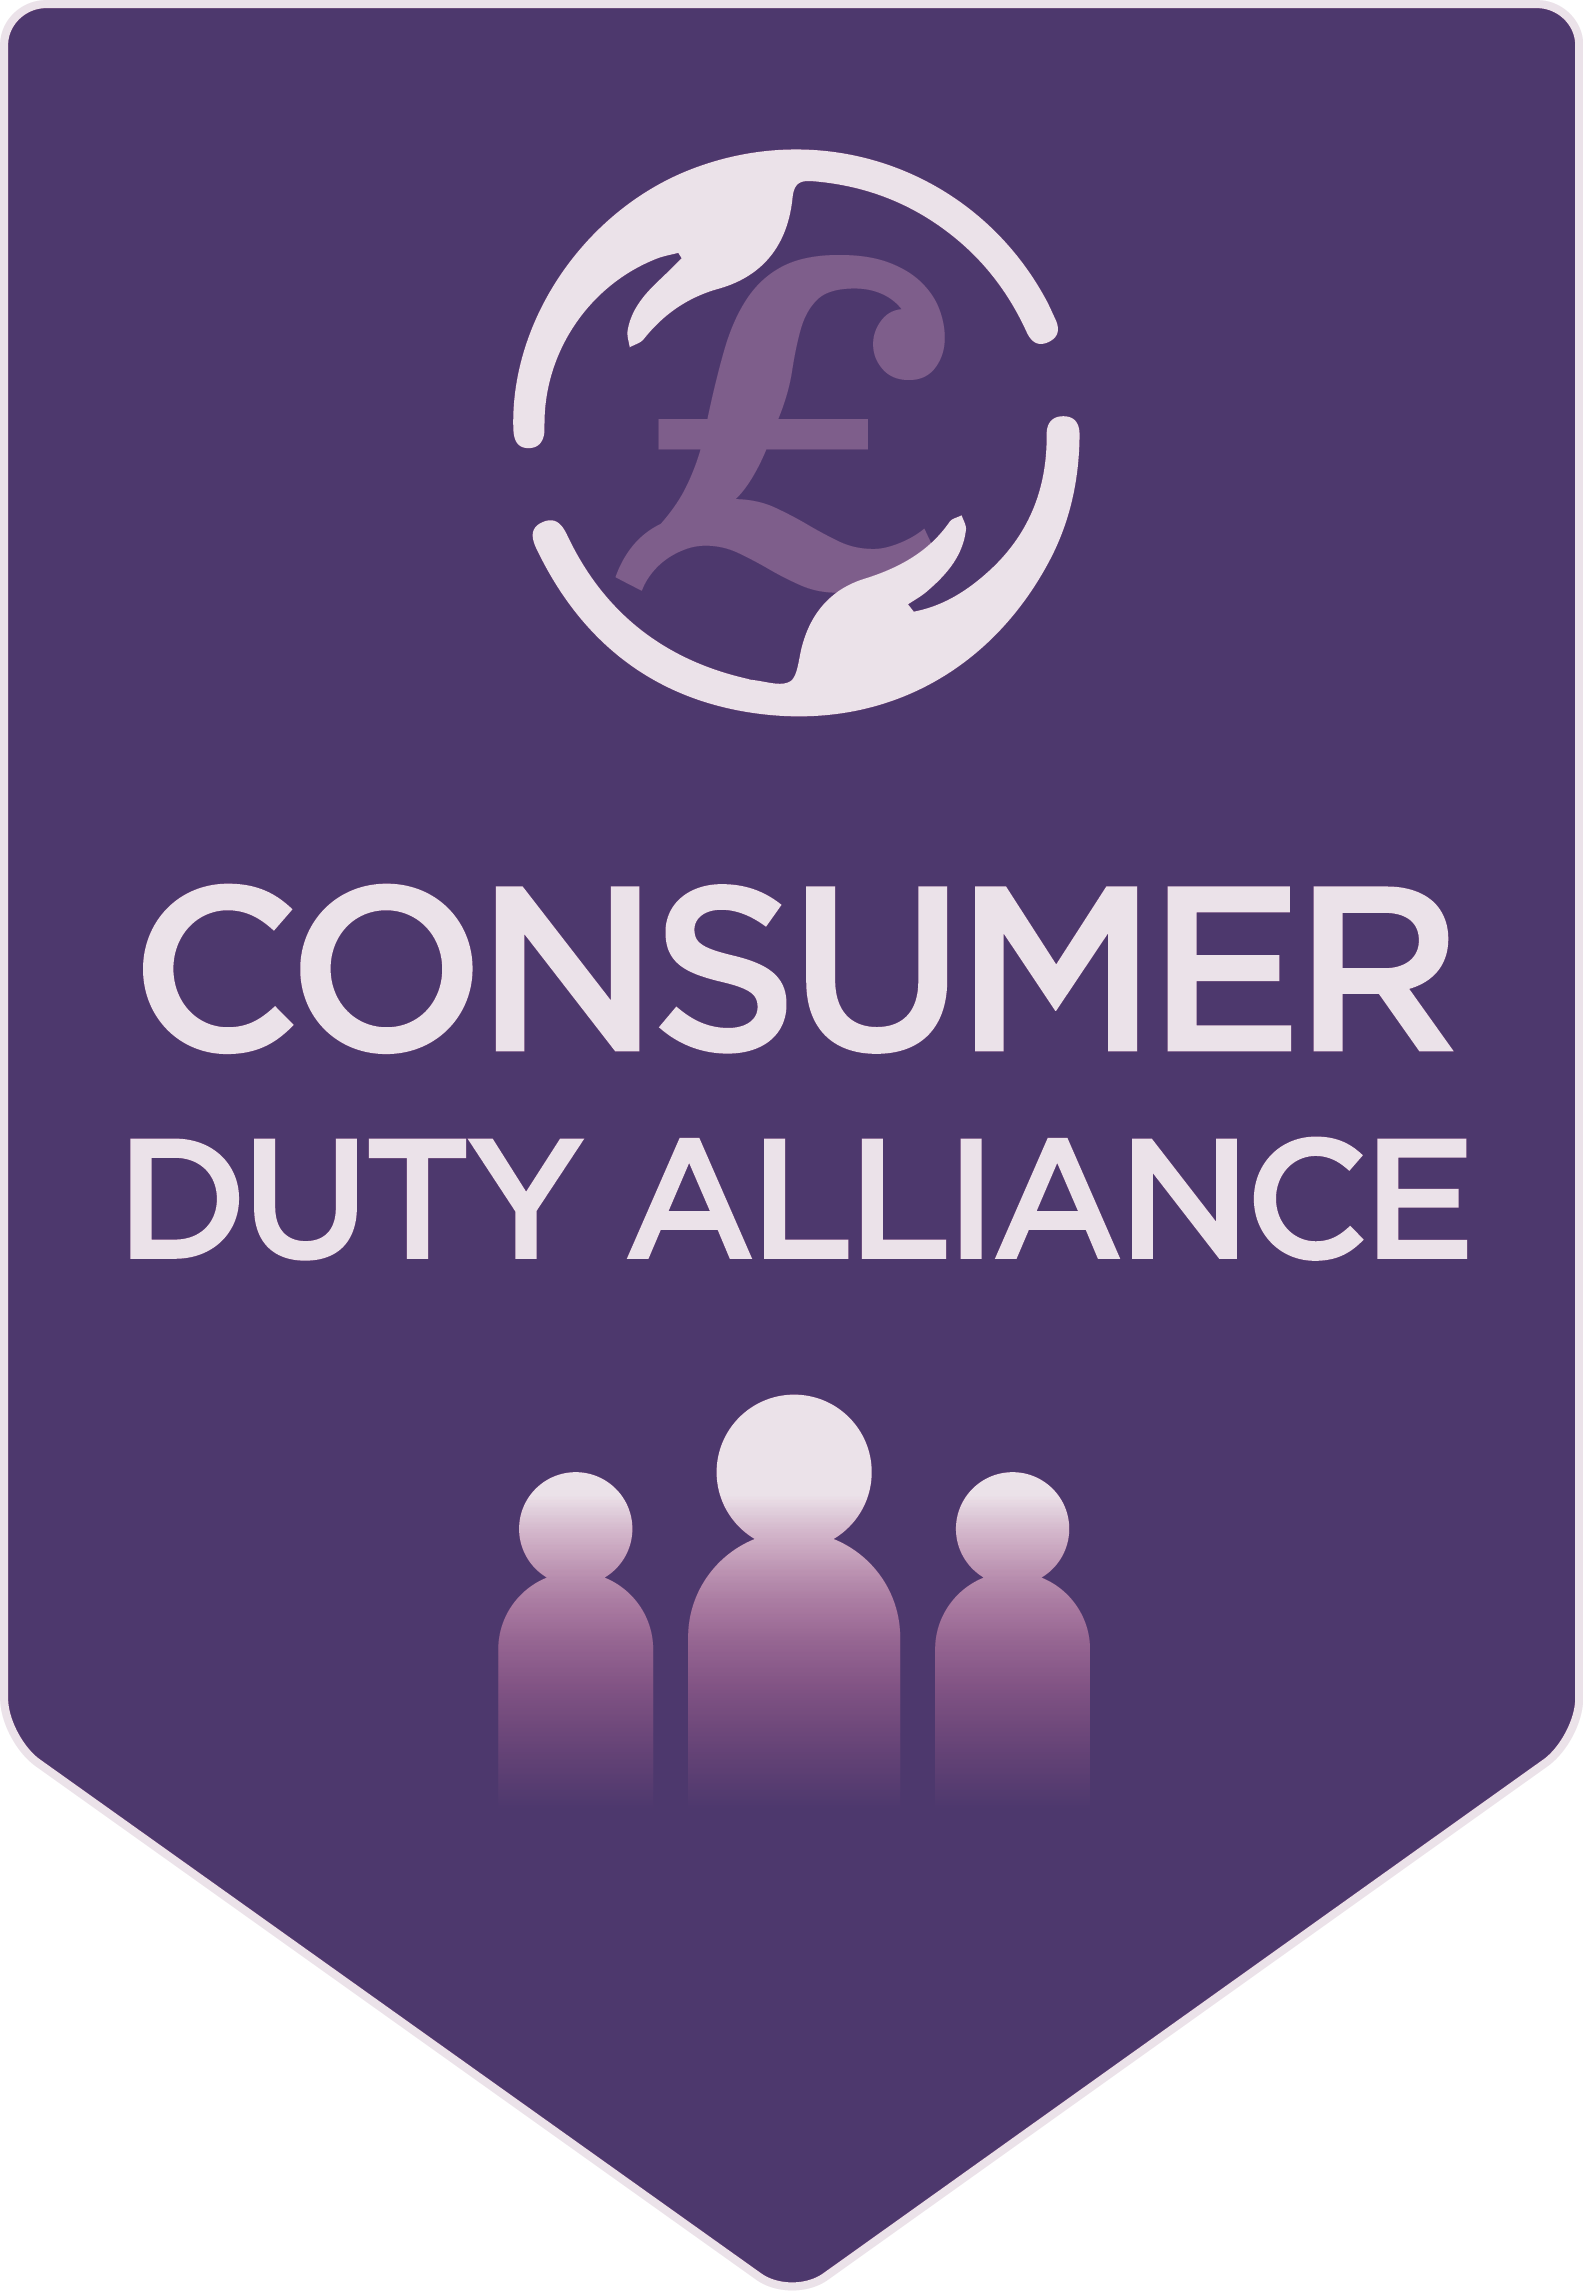 £
CONSUMER
DUTY ALLIANCE